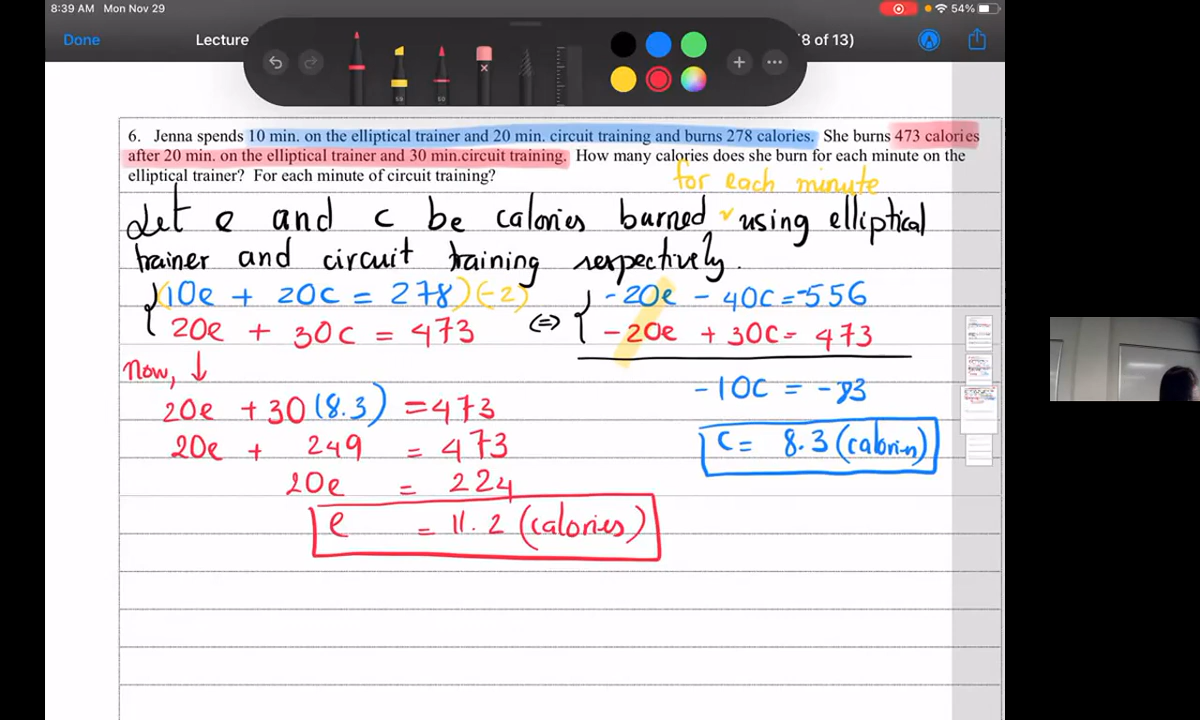 8:39 AM Mon Nov 29
54%
Done
Lecture
(8 of 13)
6. Jenna spends 10 min. on the elliptical trainer and 20 min. circuit training and burns 278 calories. She burns 473 calories
after 20 min. on the elliptical trainer and 30 min.circuit training. How many calories does she burn for each minute on the
elliptical trainer? For each minute of circuit training?
for each minute
Let e and c be calories burned using elliptical
trainer and circuit training respectively.
(10e + 20c = 278)(-2)
20e + 30c = 473
⇔
-20e - 40c = -556
-20e + 30c = 473
-10c = -83
c = 8.3 (calories)
Now, ↓
20e + 30(8.3) = 473
20e + 249 = 473
20e = 224
e = 11.2 (calories)